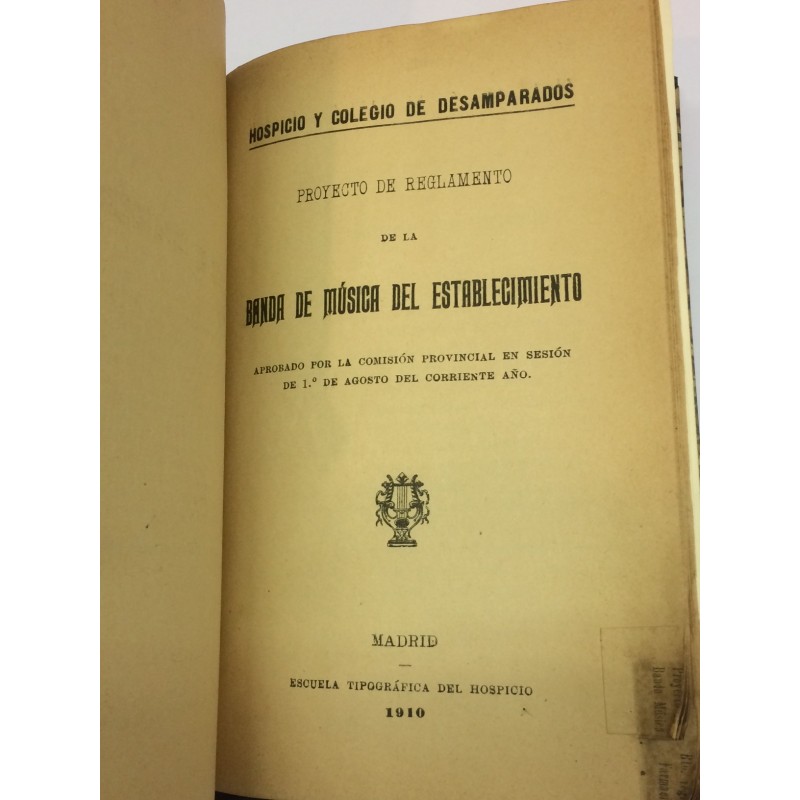 HOSPICIO Y COLEGIO DE DESAMPARADOS
PROYECTO DE REGLAMENTO
DE LA
BANDA DE MÚSICA DEL ESTABLECIMIENTO
APROBADO POR LA COMISIÓN PROVINCIAL EN SESIÓN
DE 1.º DE AGOSTO DEL CORRIENTE AÑO.
MADRID
ESCUELA TIPOGRÁFICA DEL HOSPICIO
1910